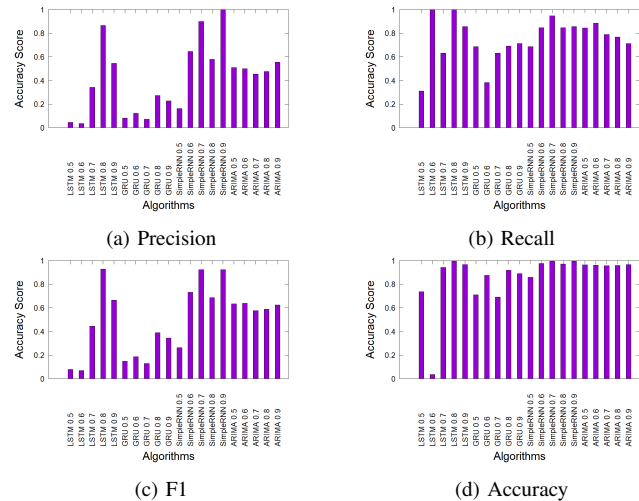 Accuracy Score
1
0.8
0.6
0.4
0.2
0
LSTM 0.5
LSTM 0.6
LSTM 0.7
LSTM 0.8
LSTM 0.9
GRU 0.5
GRU 0.6
GRU 0.7
GRU 0.8
GRU 0.9
SimpleRNN 0.5
SimpleRNN 0.6
SimpleRNN 0.7
SimpleRNN 0.8
SimpleRNN 0.9
ARIMA 0.5
ARIMA 0.6
ARIMA 0.7
ARIMA 0.8
ARIMA 0.9
Algorithms
(a) Precision
Accuracy Score
1
0.8
0.6
0.4
0.2
0
LSTM 0.5
LSTM 0.6
LSTM 0.7
LSTM 0.8
LSTM 0.9
GRU 0.5
GRU 0.6
GRU 0.7
GRU 0.8
GRU 0.9
SimpleRNN 0.5
SimpleRNN 0.6
SimpleRNN 0.7
SimpleRNN 0.8
SimpleRNN 0.9
ARIMA 0.5
ARIMA 0.6
ARIMA 0.7
ARIMA 0.8
ARIMA 0.9
Algorithms
(b) Recall
Accuracy Score
1
0.8
0.6
0.4
0.2
0
LSTM 0.5
LSTM 0.6
LSTM 0.7
LSTM 0.8
LSTM 0.9
GRU 0.5
GRU 0.6
GRU 0.7
GRU 0.8
GRU 0.9
SimpleRNN 0.5
SimpleRNN 0.6
SimpleRNN 0.7
SimpleRNN 0.8
SimpleRNN 0.9
ARIMA 0.5
ARIMA 0.6
ARIMA 0.7
ARIMA 0.8
ARIMA 0.9
Algorithms
(c) F1
Accuracy Score
1
0.8
0.6
0.4
0.2
0
LSTM 0.5
LSTM 0.6
LSTM 0.7
LSTM 0.8
LSTM 0.9
GRU 0.5
GRU 0.6
GRU 0.7
GRU 0.8
GRU 0.9
SimpleRNN 0.5
SimpleRNN 0.6
SimpleRNN 0.7
SimpleRNN 0.8
SimpleRNN 0.9
ARIMA 0.5
ARIMA 0.6
ARIMA 0.7
ARIMA 0.8
ARIMA 0.9
Algorithms
(d) Accuracy